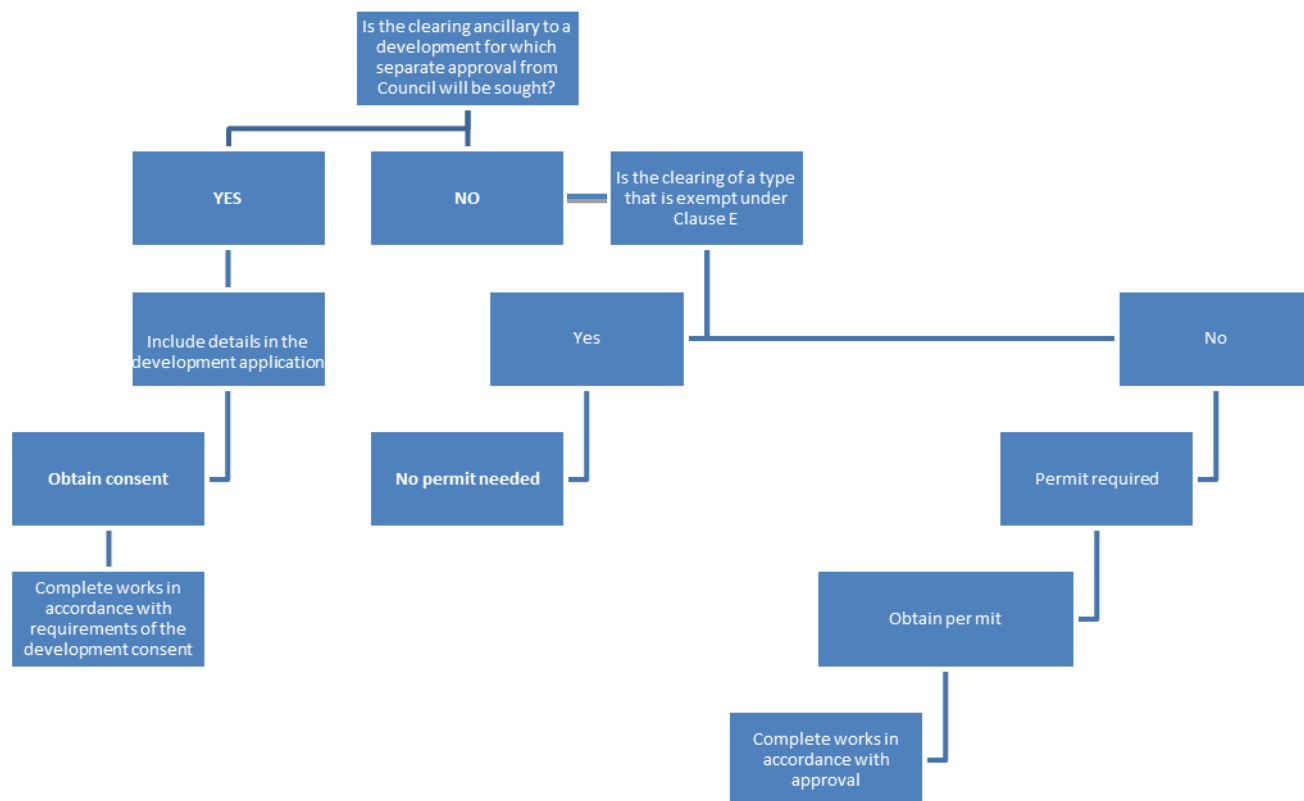 Is the clearing ancillary to a
development for which
separate approval from
Council will be sought?
YES
NO
Is the clearing of a type
that is exempt under
Clause E
Include details in the
development application
Yes
No
Obtain consent
No permit needed
Permit required
Complete works in
accordance with
requirements of the
development consent
Obtain permit
Complete works in
accordance with
approval